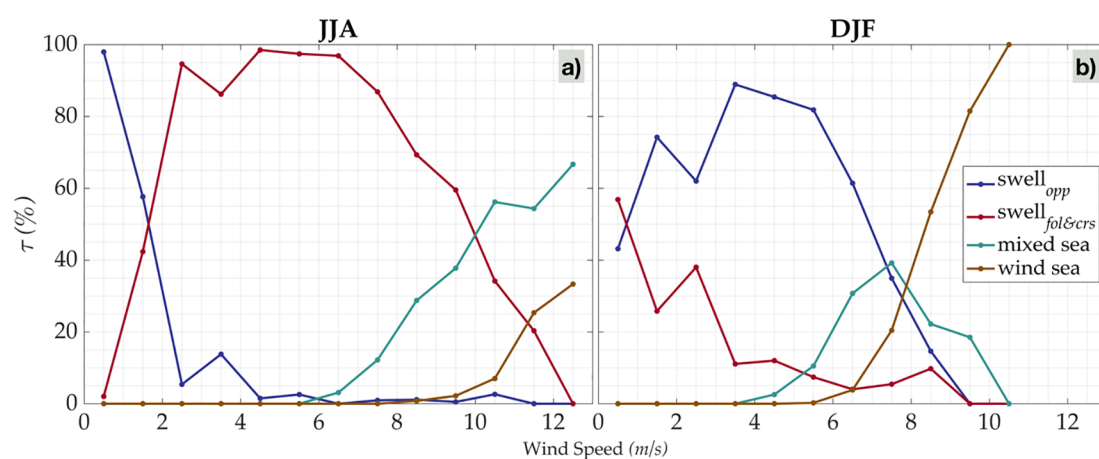 JJA
DJF
100
80
60
40
20
0
τ (%)
a)
b)
swell opp
swell fol&crs
mixed sea
wind sea
0 2 4 6 8 10 12
0 2 4 6 8 10 12
Wind Speed (m/s)